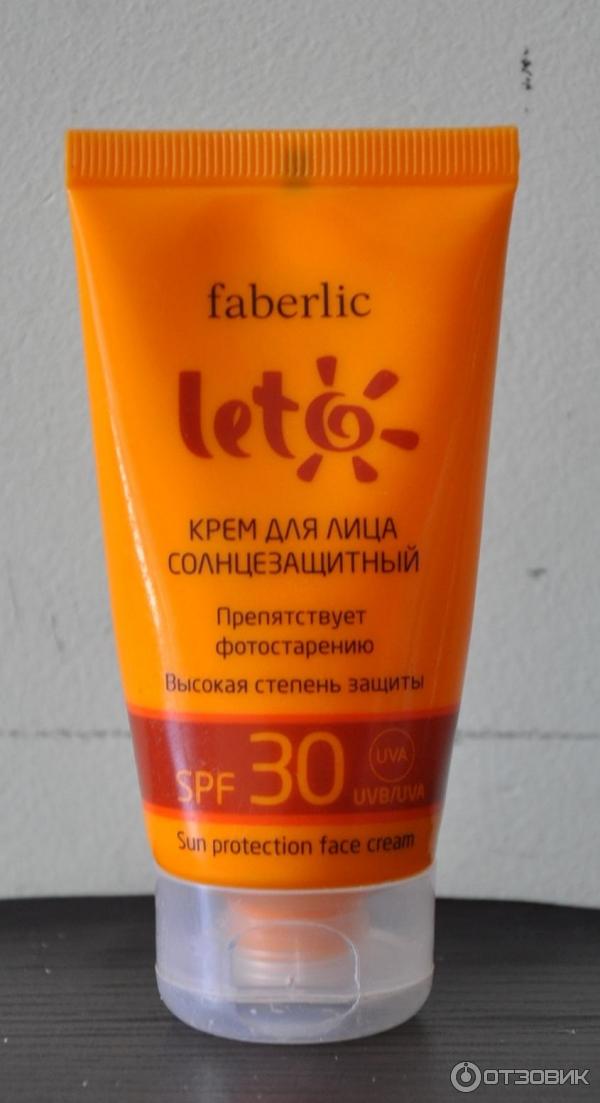 faberlic
leto
КРЕМ ДЛЯ ЛИЦА
СОЛНЦЕЗАЩИТНЫЙ
Препятствует
фотостарению
Высокая степень защиты
SPF 30 UVA
UVB/UVA
Sun protection face cream
ОТЗОВИК